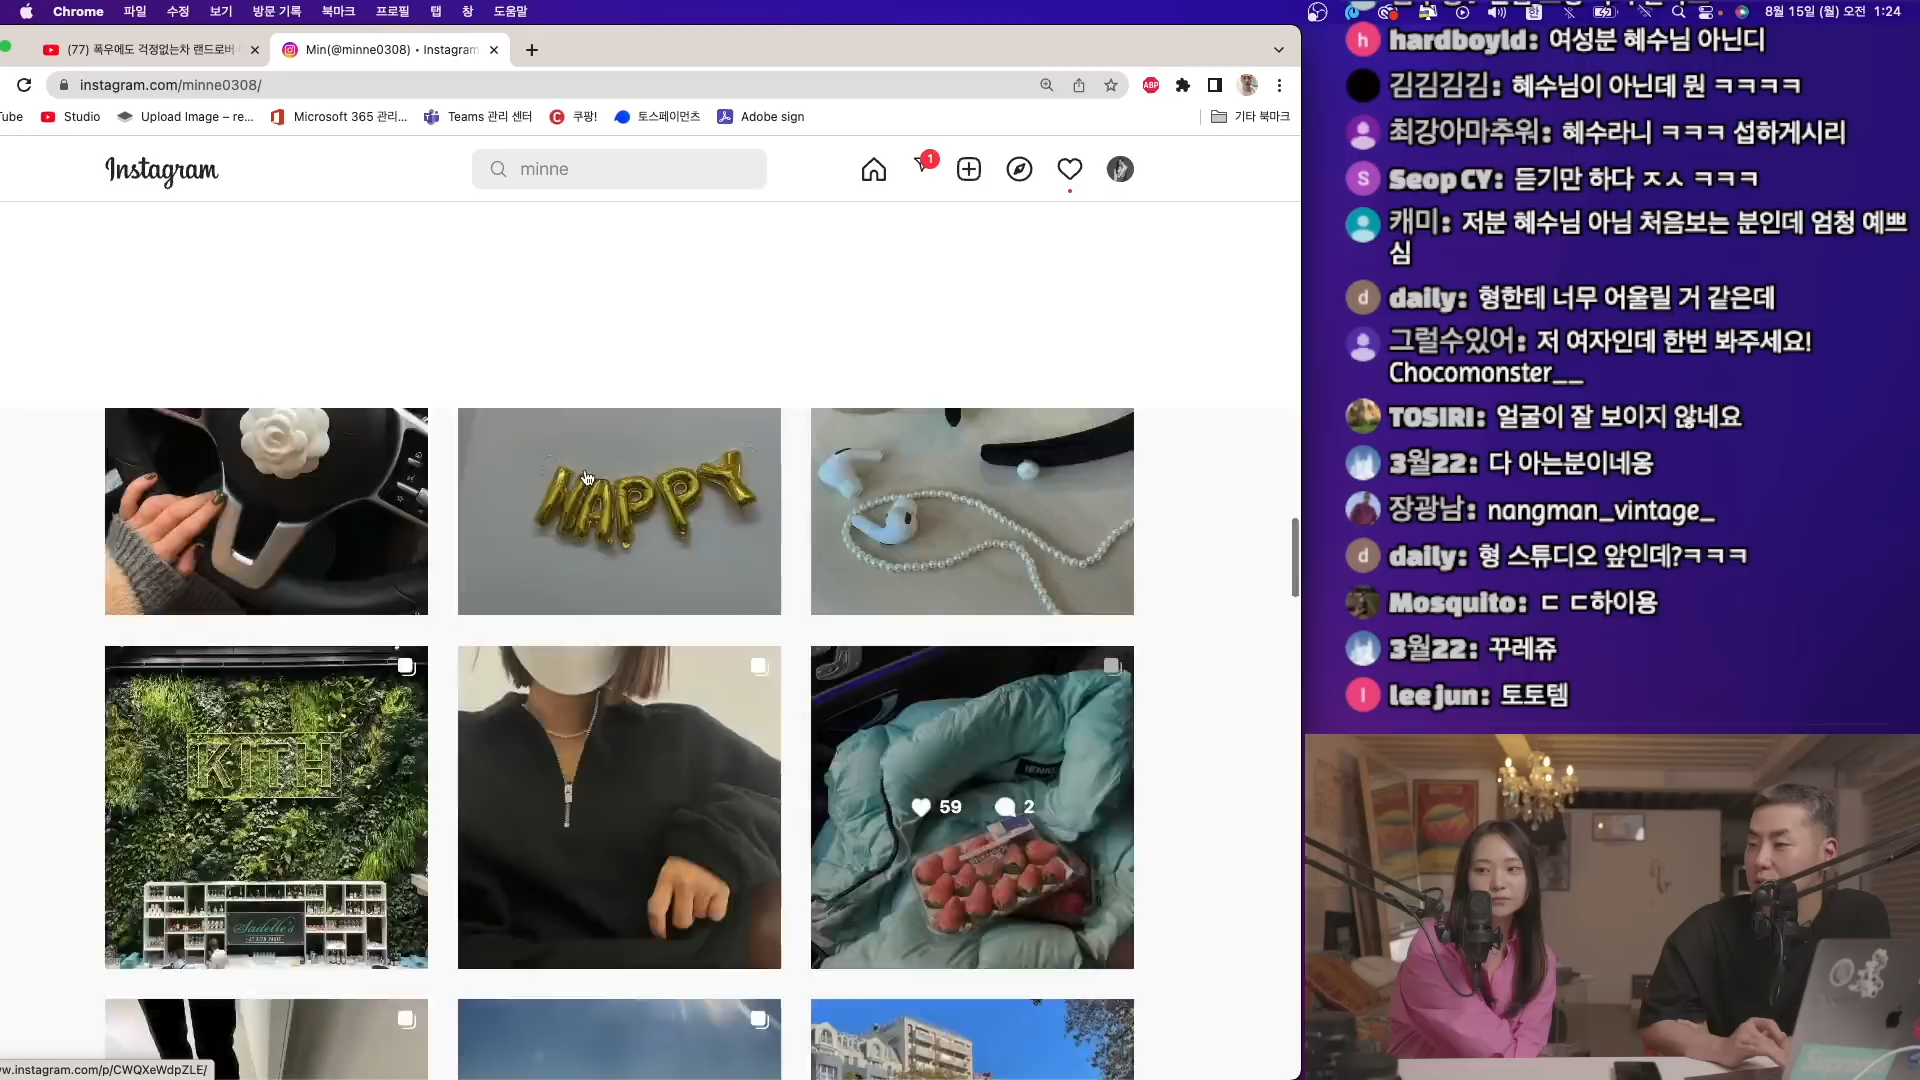 Chrome 파일 수정 보기 방문 기록 북마크 프로필 탭 창 도움말
8월 15일 (월) 오전 1:24
(77) 폭우에도 걱정없는차 랜드로버
Min(@minne0308) • Instagram
instagram.com/minne0308/
ABP
Tube Studio Upload Image – re... Microsoft 365 관리... Teams 관리 센터 쿠팡! 토스페이먼츠 Adobe sign 기타 북마크
Instagram
minne
1
HAPPY
KITH
Sadelle's
AT KITH PARIS
59 2
w.instagram.com/p/CWQXeWdpZLE/
hardboyld: 여성분 혜수님 아닌디
김김김김: 혜수님이 아닌데 뭔 ㅋㅋㅋㅋ
최강아마추워: 혜수라니 ㅋㅋㅋ 섭하게시리
Seop CY: 듣기만 하다 ㅈㅅ ㅋㅋㅋ
캐미: 저분 혜수님 아님 처음보는 분인데 엄청 예쁘
심
daily: 형한테 너무 어울릴 거 같은데
그럴수있어: 저 여자인데 한번 봐주세요!
Chocomonster__
TOSIRI: 얼굴이 잘 보이지 않네요
3월22: 다 아는분이네옹
장광남: nangman_vintage_
daily: 형 스튜디오 앞인데?ㅋㅋㅋ
Mosquito: ㄷ ㄷ하이용
3월22: 꾸레쥬
lee jun: 토토템
Supreme